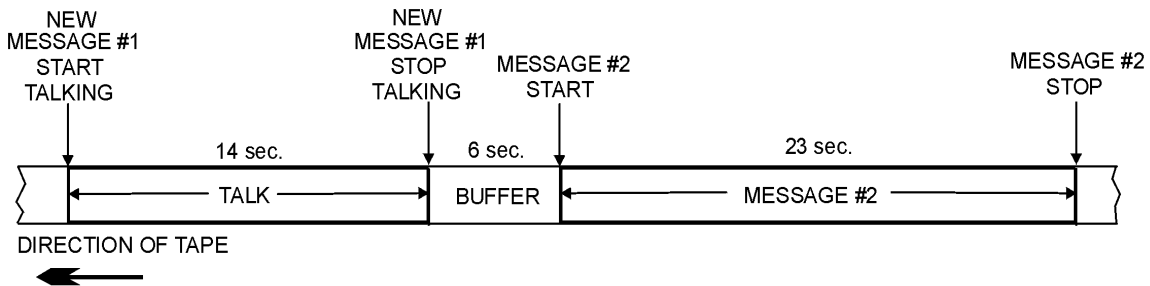 NEW
MESSAGE #1
START
TALKING
NEW
MESSAGE #1
STOP
TALKING
MESSAGE #2
START
MESSAGE #2
STOP
14 sec.
6 sec.
23 sec.
TALK
BUFFER
MESSAGE #2
DIRECTION OF TAPE